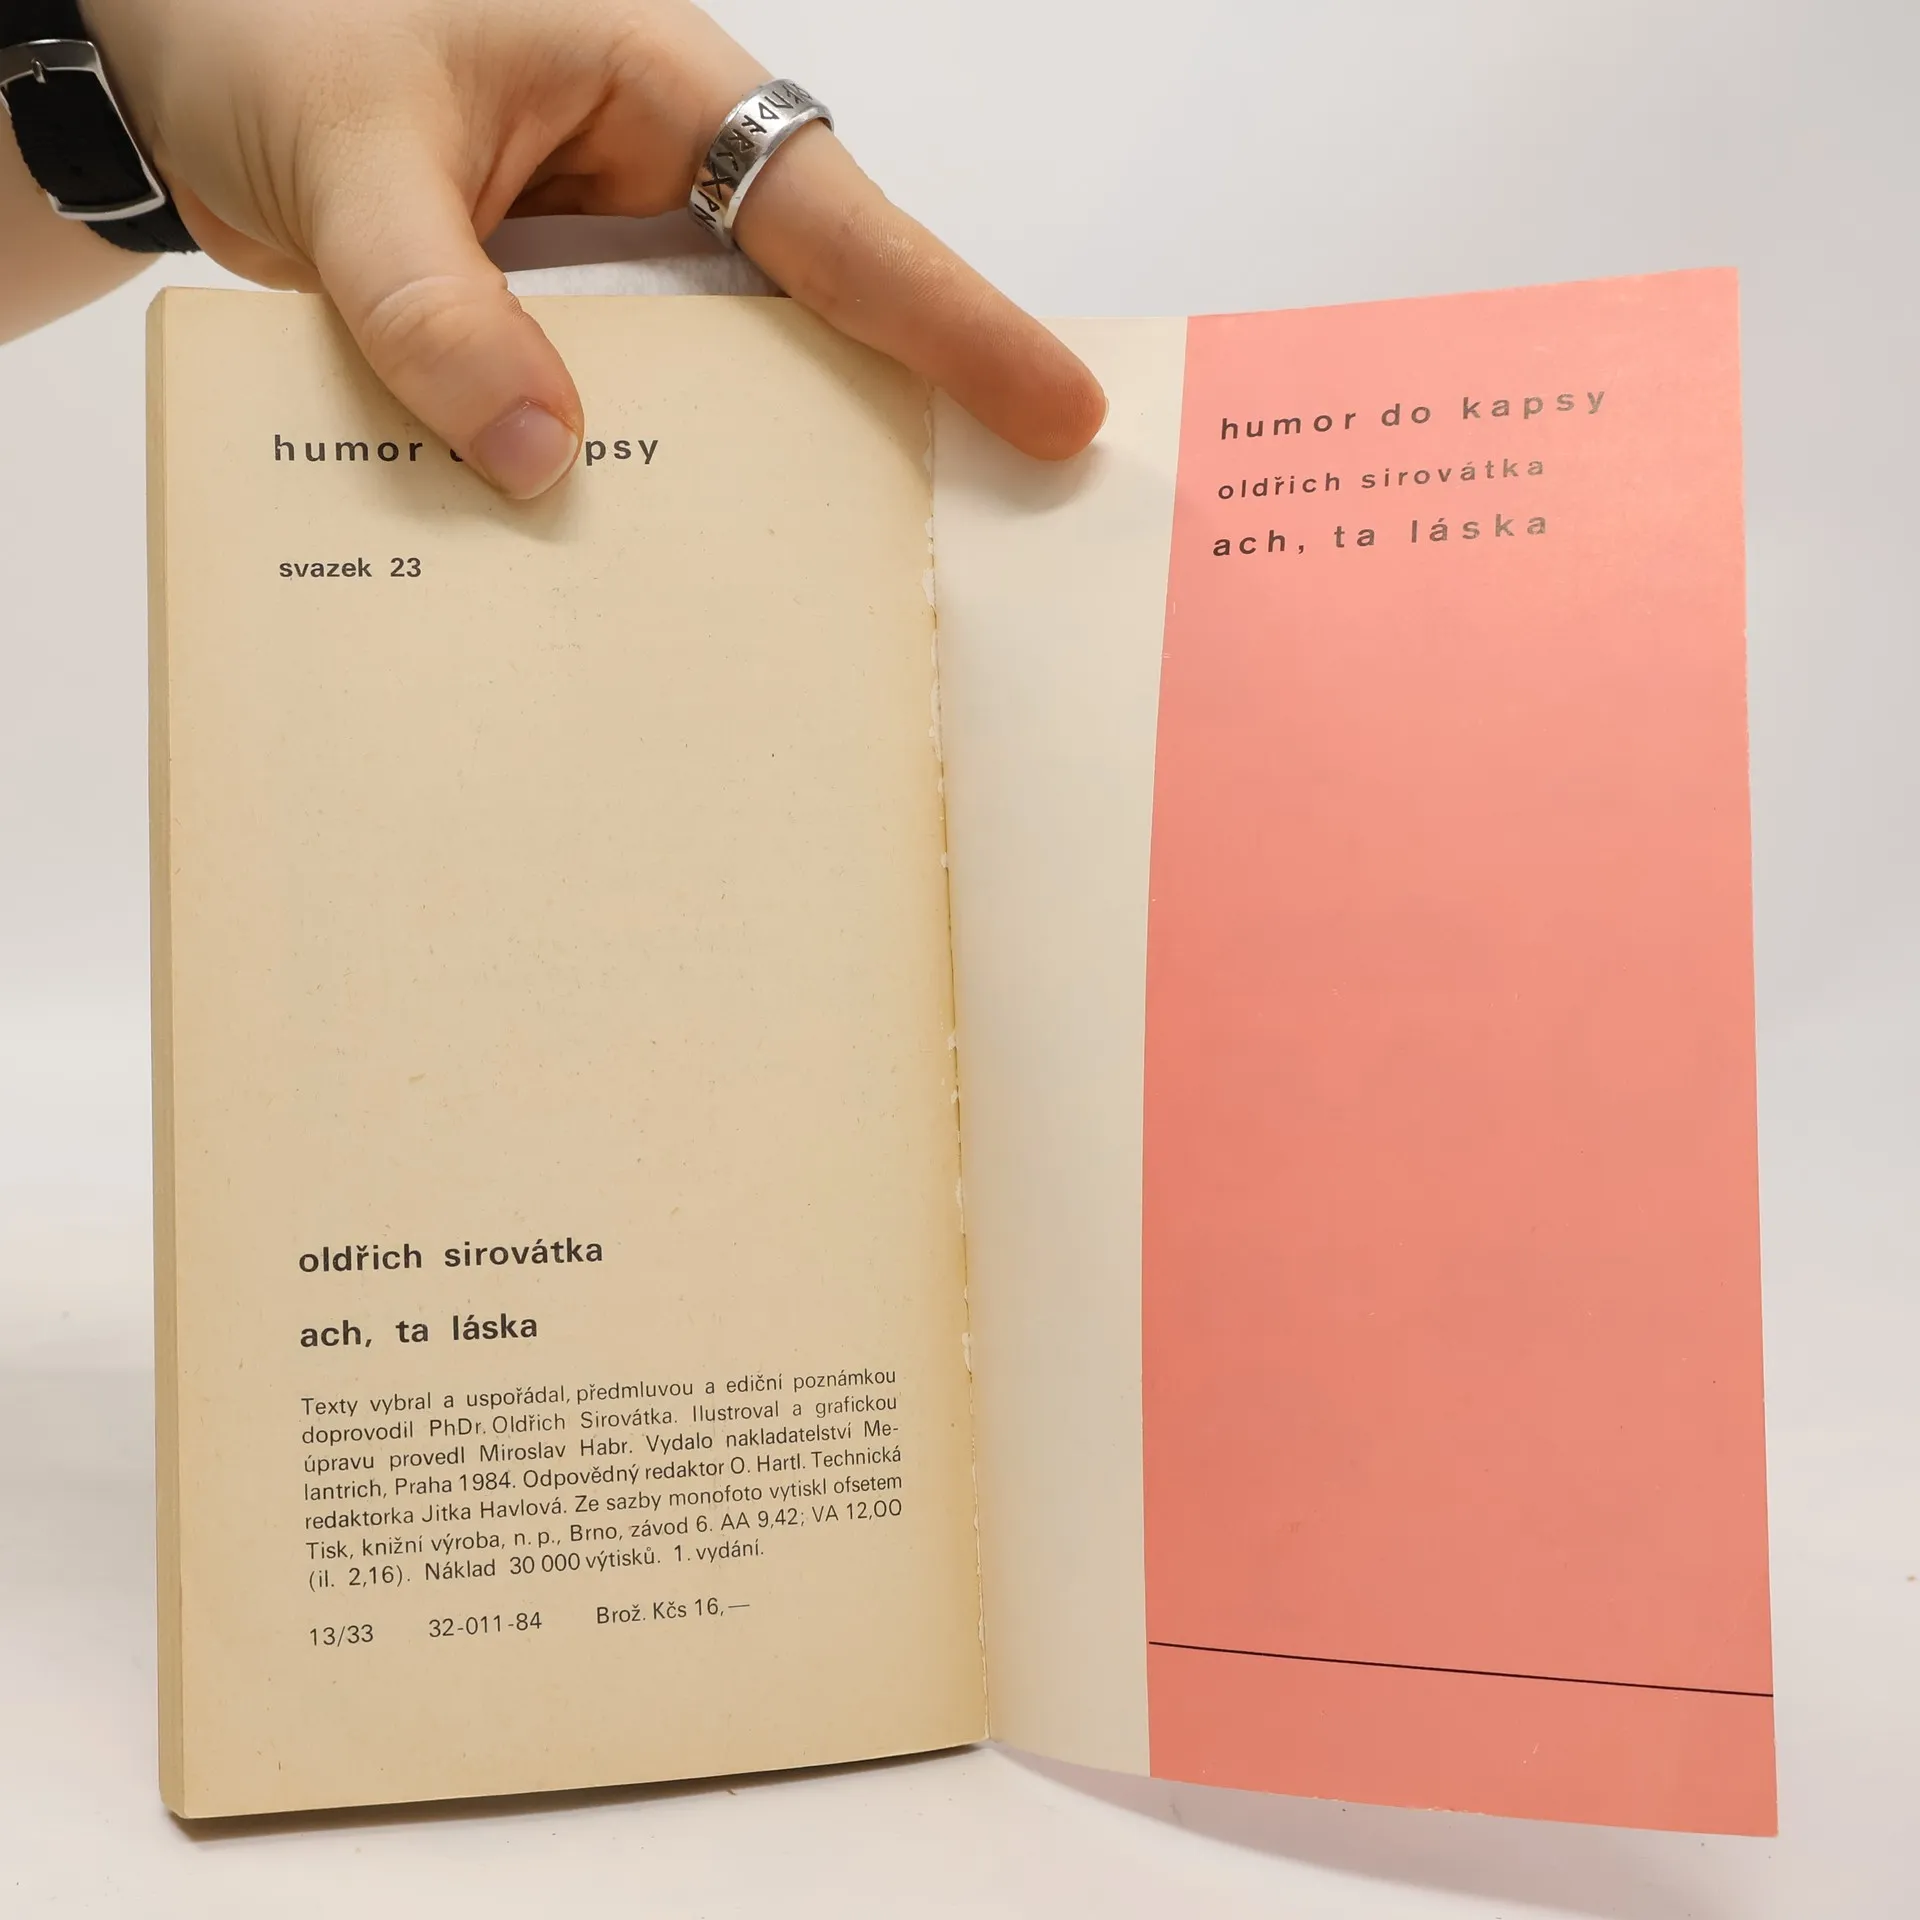 humor psy
svazek 23
oldřich sirovátka
ach, ta láska
Texty vybral a uspořádal, předmluvou a ediční poznámkou
doprovodil PhDr. Oldřich Sirovátka. Ilustroval a grafickou
úpravu provedl Miroslav Habr. Vydalo nakladatelství Me-
lantrich, Praha 1984. Odpovědný redaktor O. Hartl. Technická
redaktorka Jitka Havlová. Ze sazby monofoto vytiskl ofsetem
Tisk, knižní výroba, n. p., Brno, závod 6. AA 9,42; VA 12,00
(il. 2,16). Náklad 30 000 výtisků. 1. vydání.
13/33 32-011-84 Brož. Kčs 16,—
humor do kapsy
oldřich sirovátka
ach, ta láska